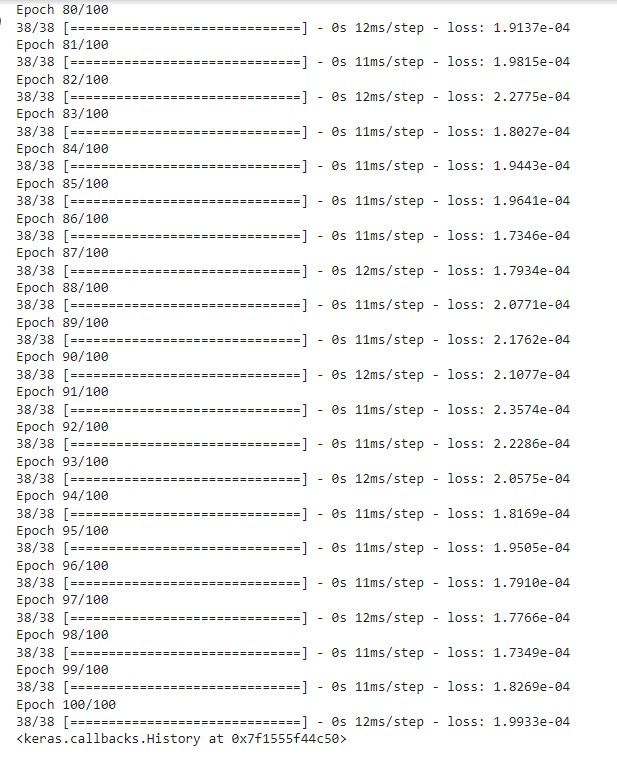 Epoch 80/100
38/38 [==============================] - 0s 12ms/step - loss: 1.9137e-04
Epoch 81/100
38/38 [==============================] - 0s 11ms/step - loss: 1.9815e-04
Epoch 82/100
38/38 [==============================] - 0s 12ms/step - loss: 2.2775e-04
Epoch 83/100
38/38 [==============================] - 0s 11ms/step - loss: 1.8027e-04
Epoch 84/100
38/38 [==============================] - 0s 11ms/step - loss: 1.9443e-04
Epoch 85/100
38/38 [==============================] - 0s 11ms/step - loss: 1.9641e-04
Epoch 86/100
38/38 [==============================] - 0s 11ms/step - loss: 1.7346e-04
Epoch 87/100
38/38 [==============================] - 0s 12ms/step - loss: 1.7934e-04
Epoch 88/100
38/38 [==============================] - 0s 11ms/step - loss: 2.0771e-04
Epoch 89/100
38/38 [==============================] - 0s 11ms/step - loss: 2.1762e-04
Epoch 90/100
38/38 [==============================] - 0s 12ms/step - loss: 2.1077e-04
Epoch 91/100
38/38 [==============================] - 0s 11ms/step - loss: 2.3574e-04
Epoch 92/100
38/38 [==============================] - 0s 11ms/step - loss: 2.2286e-04
Epoch 93/100
38/38 [==============================] - 0s 12ms/step - loss: 2.0575e-04
Epoch 94/100
38/38 [==============================] - 0s 11ms/step - loss: 1.8169e-04
Epoch 95/100
38/38 [==============================] - 0s 11ms/step - loss: 1.9505e-04
Epoch 96/100
38/38 [==============================] - 0s 11ms/step - loss: 1.7910e-04
Epoch 97/100
38/38 [==============================] - 0s 12ms/step - loss: 1.7766e-04
Epoch 98/100
38/38 [==============================] - 0s 11ms/step - loss: 1.7349e-04
Epoch 99/100
38/38 [==============================] - 0s 11ms/step - loss: 1.8269e-04
Epoch 100/100
38/38 [==============================] - 0s 12ms/step - loss: 1.9933e-04
<keras.callbacks.History at 0x7f1555f44c50>